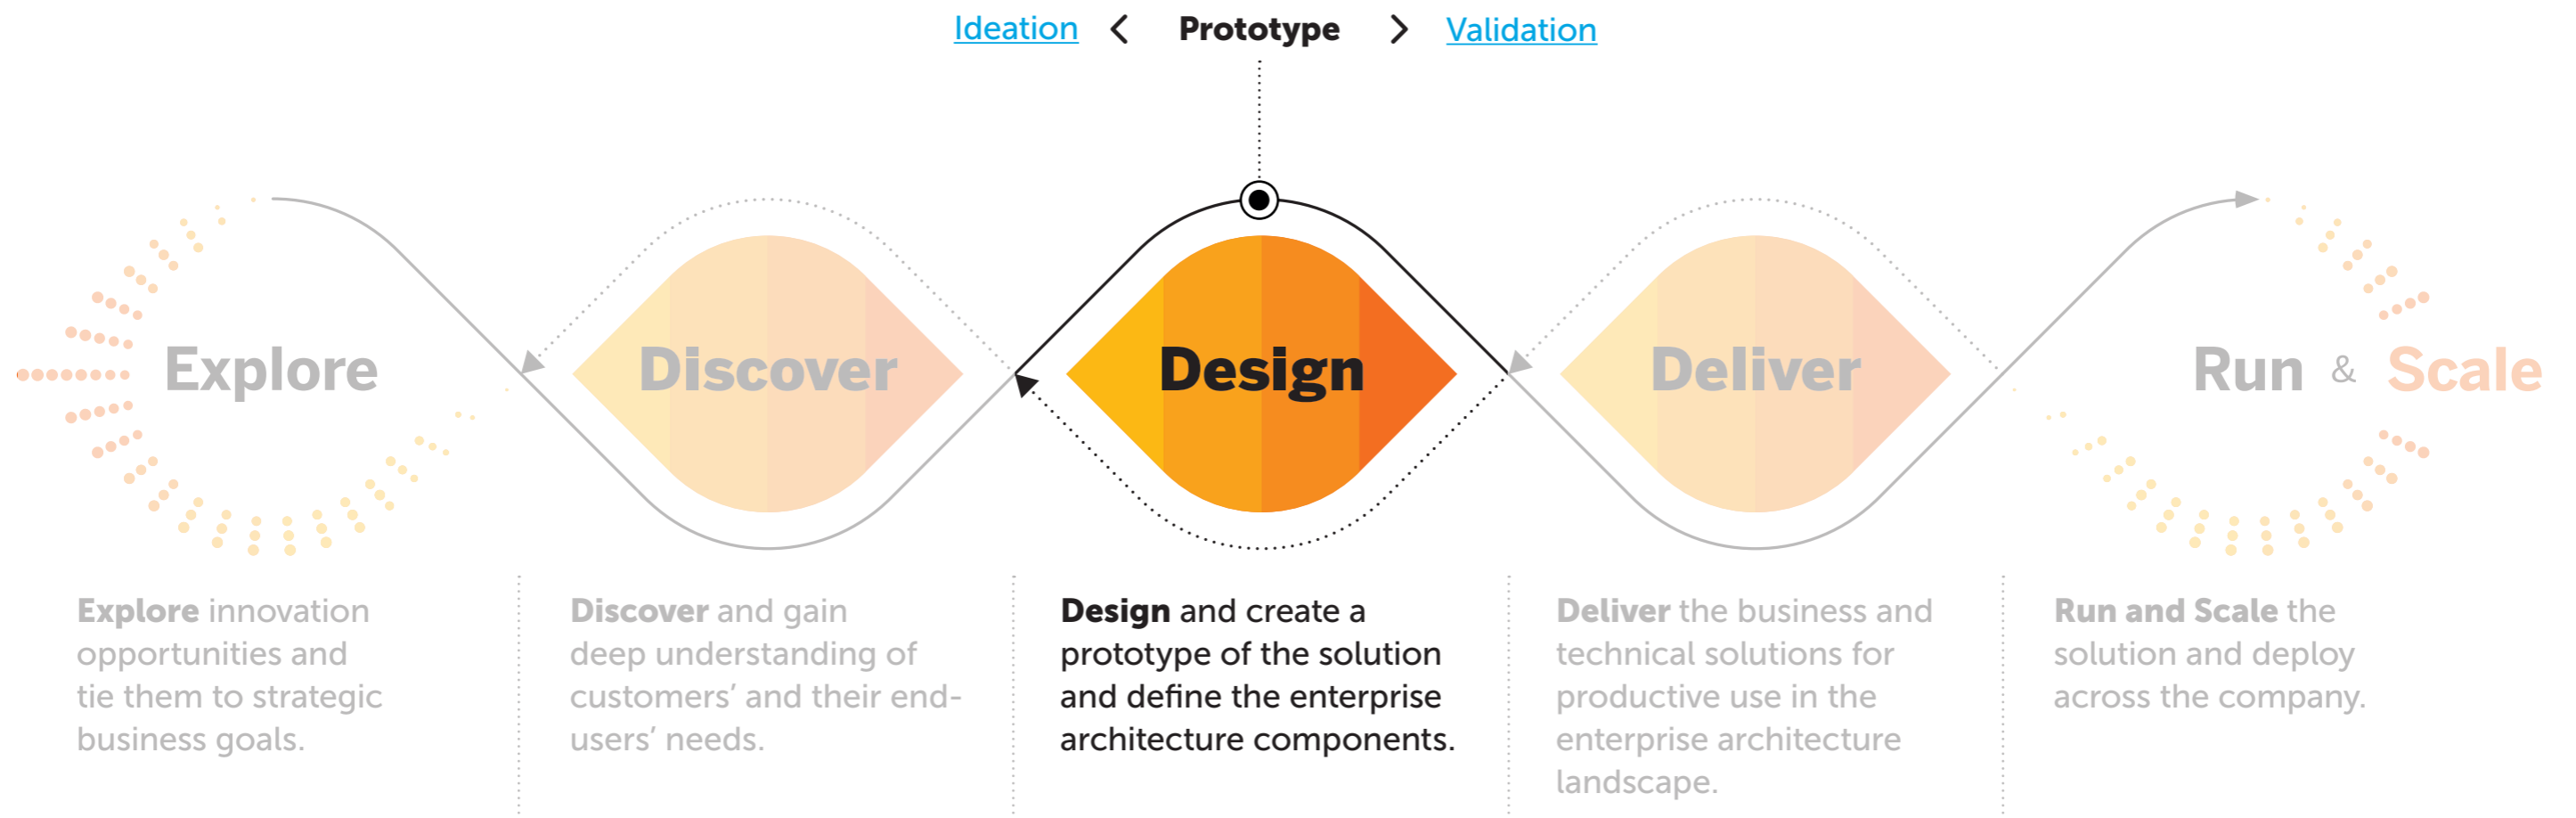 Ideation < Prototype > Validation
Explore
Discover
Design
Deliver
Run & Scale
Explore innovation
opportunities and
tie them to strategic
business goals.
Discover and gain
deep understanding of
customers’ and their end-
users’ needs.
Design and create a
prototype of the solution
and define the enterprise
architecture components.
Deliver the business and
technical solutions for
productive use in the
enterprise architecture
landscape.
Run and Scale the
solution and deploy
across the company.